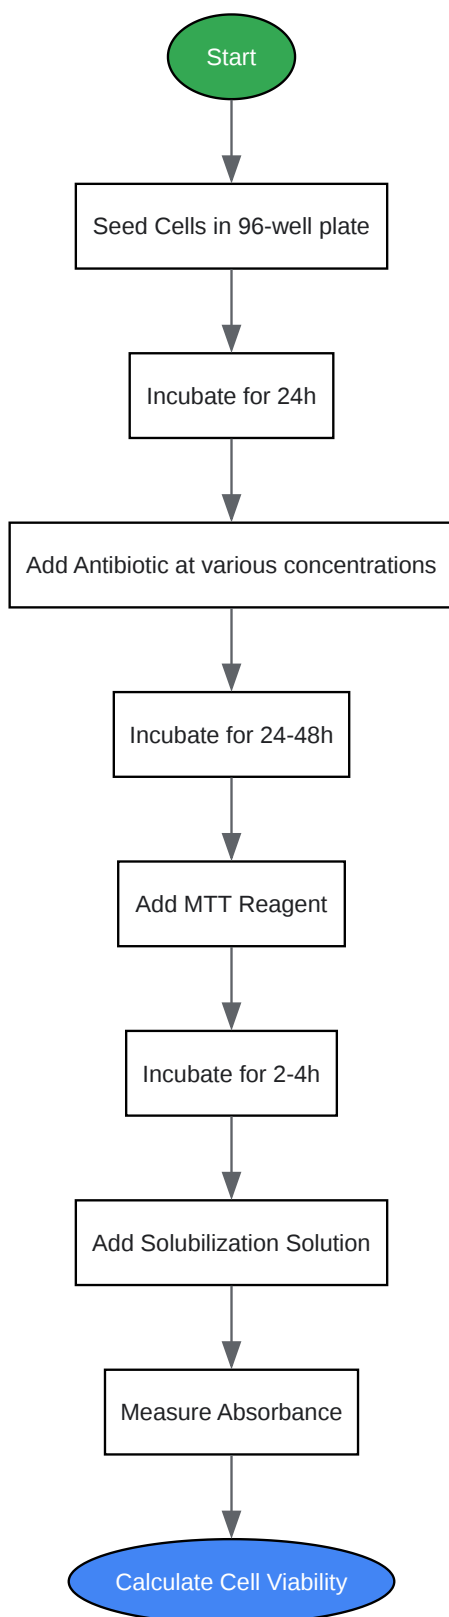 Start
Seed Cells in 96-well plate
Incubate for 24h
Add Antibiotic at various concentrations
Incubate for 24-48h
Add MTT Reagent
Incubate for 2-4h
Add Solubilization Solution
Measure Absorbance
Calculate Cell Viability